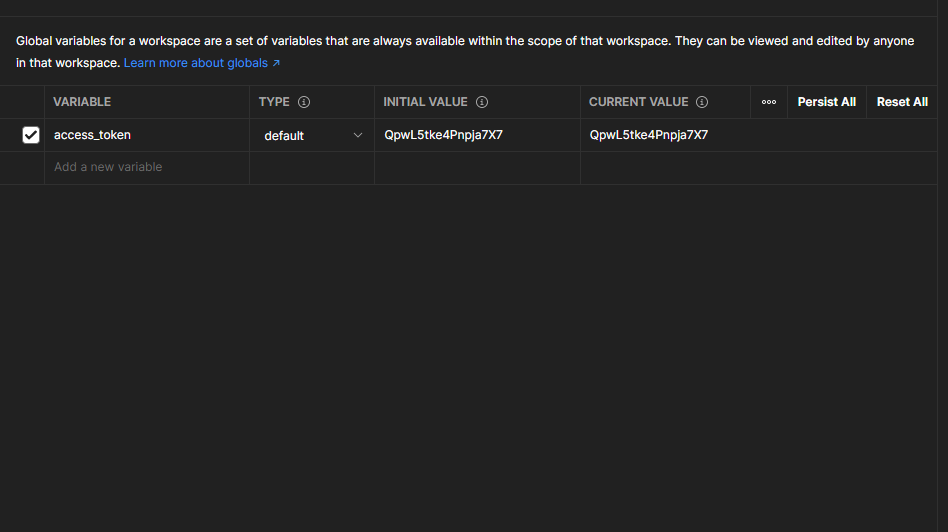 Global variables for a workspace are a set of variables that are always available within the scope of that workspace. They can be viewed and edited by anyone
in that workspace. Learn more about globals ↗
VARIABLE TYPE INITIAL VALUE CURRENT VALUE Persist All Reset All
access_token default QpwL5tke4Pnpja7X7 QpwL5tke4Pnpja7X7
Add a new variable